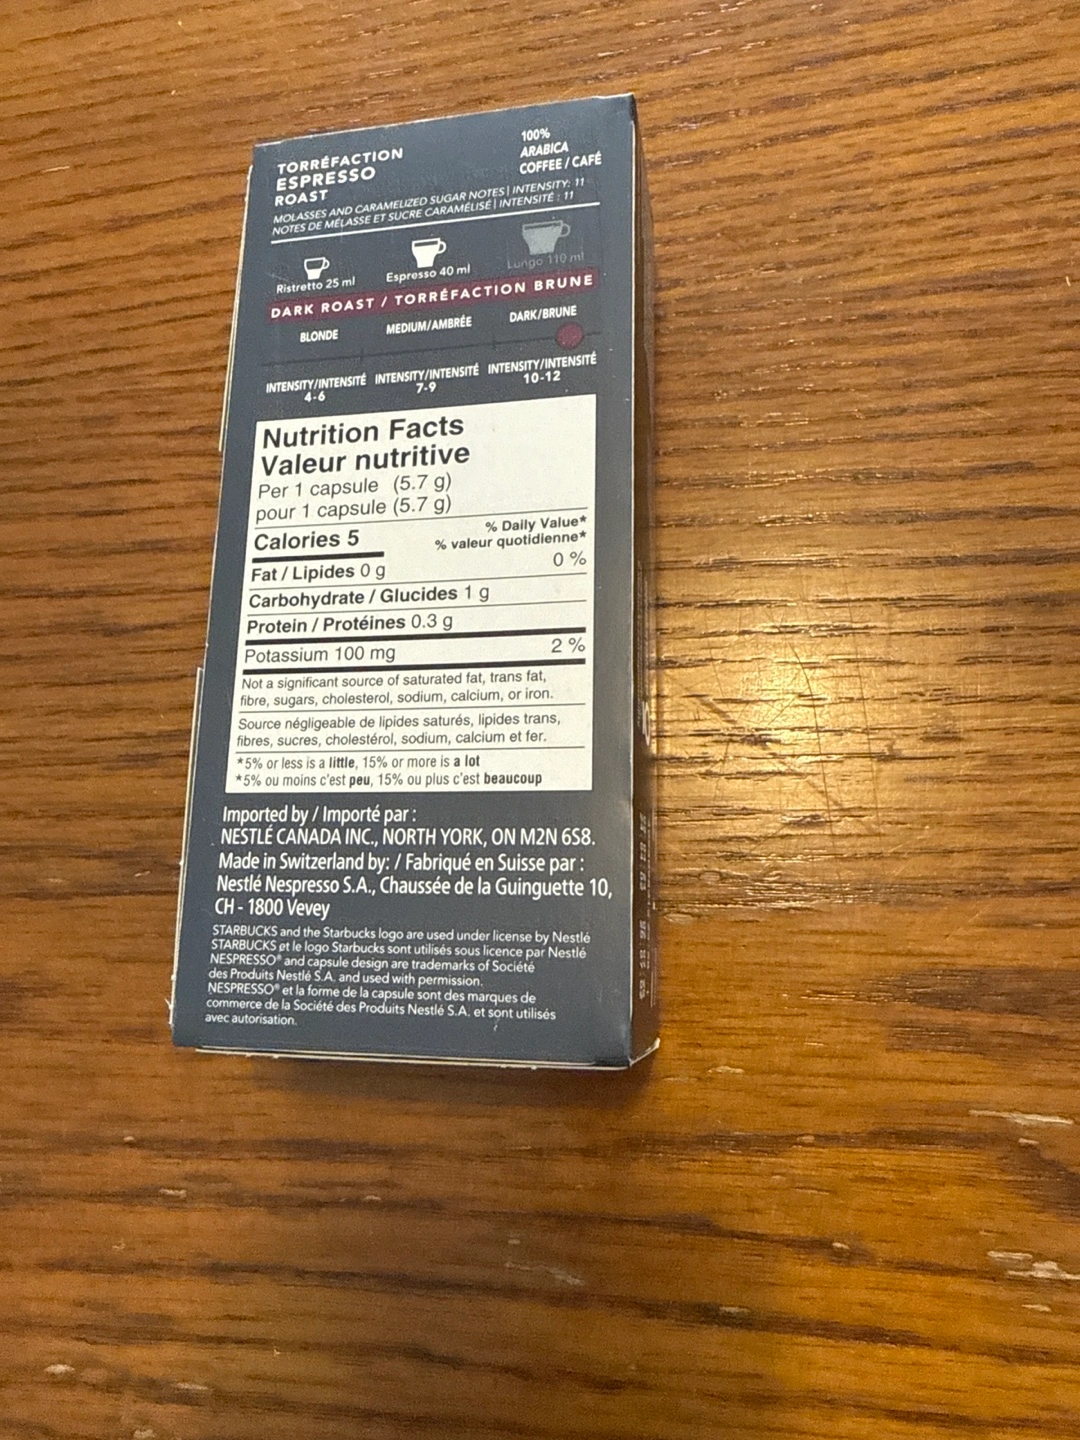 TORRÉFACTION
ESPRESSO
ROAST
100%
ARABICA
COFFEE / CAFÉ
MOLASSES AND CARAMELIZED SUGAR NOTES | INTENSITY: 11
NOTES DE MÉLASSE ET SUCRE CARAMÉLISÉ | INTENSITÉ : 11
Ristretto 25 ml
Espresso 40 ml
Lungo 110 ml
DARK ROAST / TORRÉFACTION BRUNE
BLONDE
MEDIUM/AMBRÉE
DARK/BRUNE
INTENSITY/INTENSITÉ
4-6
INTENSITY/INTENSITÉ
7-9
INTENSITY/INTENSITÉ
10-12
Nutrition Facts
Valeur nutritive
Per 1 capsule (5.7 g)
pour 1 capsule (5.7 g)
Calories 5
% Daily Value*
% valeur quotidienne*
Fat / Lipides 0 g 0 %
Carbohydrate / Glucides 1 g
Protein / Protéines 0.3 g
Potassium 100 mg 2 %
Not a significant source of saturated fat, trans fat,
fibre, sugars, cholesterol, sodium, calcium, or iron.
Source négligeable de lipides saturés, lipides trans,
fibres, sucres, cholestérol, sodium, calcium et fer.
*5% or less is a little, 15% or more is a lot
*5% ou moins c'est peu, 15% ou plus c'est beaucoup
Imported by / Importé par :
NESTLÉ CANADA INC., NORTH YORK, ON M2N 6S8.
Made in Switzerland by: / Fabriqué en Suisse par :
Nestlé Nespresso S.A., Chaussée de la Guinguette 10,
CH - 1800 Vevey
STARBUCKS and the Starbucks logo are used under license by Nestlé
STARBUCKS et le logo Starbucks sont utilisés sous licence par Nestlé
NESPRESSO® and capsule design are trademarks of Société
des Produits Nestlé S.A. and used with permission.
NESPRESSO® et la forme de la capsule sont des marques de
commerce de la Société des Produits Nestlé S.A. et sont utilisés
avec autorisation.